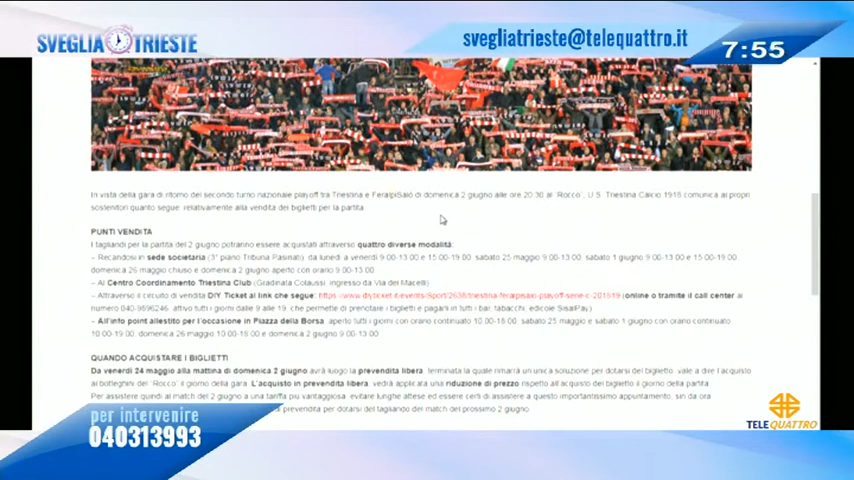 SVEGLIA TRIESTE
svegliatrieste@telequattro.it
7:55
In vista della gara di ritorno del secondo turno nazionale playoff tra Triestina e FeralpiSalò di domenica 2 giugno alle ore 20.30 al "Rocco", U.S. Triestina Calcio 1918 comunica ai propri
sostenitori quanto segue, relativamente alla vendita dei biglietti per la partita.
PUNTI VENDITA
I tagliandi per la partita del 2 giugno potranno essere acquistati attraverso quattro diverse modalità:
– Recandosi in sede societaria (3° piano Tribuna Pasinati), da lunedì a venerdì 9.00-13.00 e 15.00-19.00, sabato 25 maggio 9.00-13.00, sabato 1 giugno 9.00-13.00 e 15.00-19.00,
domenica 26 maggio chiuso e domenica 2 giugno aperto con orario 9.00-13.00
– Al Centro Coordinamento Triestina Club (Gradinata Colaussi, ingresso da Via dei Macelli)
– Attraverso il circuito di vendita DIY Ticket al link che segue: https://www.diyticket.it/events/Sport/2638/triestina-feralpisalo-playoff-serie-c-201819 (online o tramite il call center al
numero 040-9896246, attivo tutti i giorni dalle 9 alle 19, che permette di prenotare i biglietti e pagarli in tutti i bar, tabacchi, edicole SisalPay)
– All'info point allestito per l'occasione in Piazza della Borsa, aperto tutti i giorni con orario continuato 10.00-18.00, sabato 25 maggio e sabato 1 giugno con orario continuato
10.00-19.00, domenica 26 maggio 10.00-18.00 e domenica 2 giugno 9.00-13.00
QUANDO ACQUISTARE I BIGLIETTI
Da venerdì 24 maggio alla mattina di domenica 2 giugno avrà luogo la prevendita libera, terminata la quale rimarrà un'unica soluzione per dotarsi del biglietto, vale a dire l'acquisto
ai botteghini del "Rocco" il giorno della gara. L'acquisto in prevendita libera, vedrà applicata una riduzione di prezzo rispetto all'acquisto del biglietto il giorno della partita.
Per assistere quindi al match del 2 giugno a una tariffa più vantaggiosa, evitare lunghe attese ed essere certi di assistere a questo importantissimo appuntamento, sin da ora
prevendita per dotarsi del tagliando del match del prossimo 2 giugno.
per intervenire
040313993
TELEQUATTRO